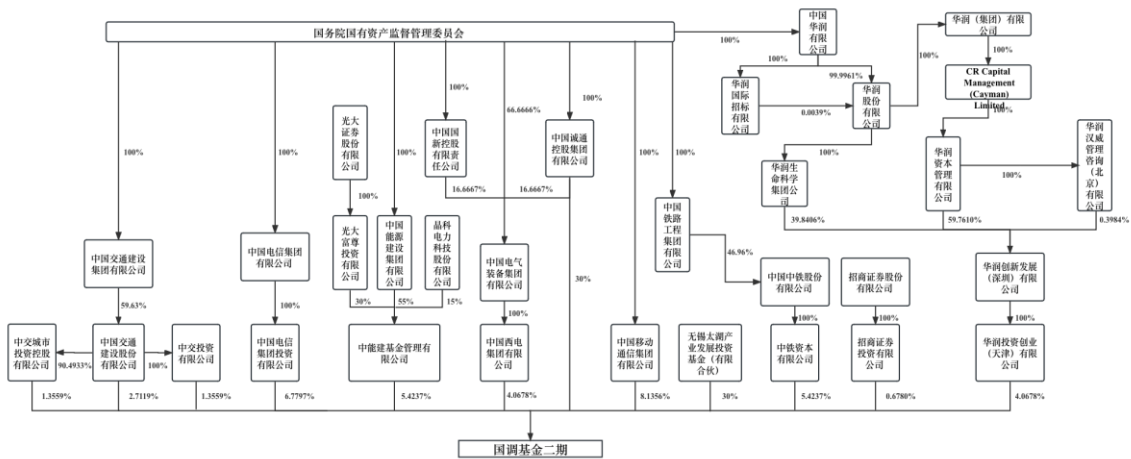 国务院国有资产监督管理委员会
中国
华润
有限
公司
华润（集团）有限
公司
100%
100%
100%
100%
99.9961%
CR Capital
Management
(Cayman)
Limited
100%
华润
国际
招标
有限
公司
0.0039%
华润
股份
有限
公司
光大
证券
股份
有限
公司
100%
66.6666%
100%
中国国
新控股
有限责
任公司
中国诚通
控股集团
有限公司
华润
汉威
管理
咨询
（北
京）
有限
公司
100%
100%
100%
100%
100%
100%
华润
资本
管理
有限
公司
100%
华润生
命科学
集团公
司
100%
16.6667%
16.6667%
39.8406%
59.7610%
0.3984%
中国交通建设
集团有限公司
中国电信集团
有限公司
光大
富尊
投资
有限
公司
中国
能源
建设
集团
有限
公司
晶科
电力
科技
股份
有限
公司
中国电气
装备集团
有限公司
中国
铁路
工程
集团
有限
公司
46.96%
中国中铁股份
有限公司
招商证券股份
有限公司
华润创新发展
（深圳）有限
公司
59.63%
100%
30%
55%
15%
100%
30%
100%
100%
100%
中交城市
投资控股
有限公司
90.4933%
中国交通
建设股份
有限公司
100%
中交投资
有限公司
中国电信
集团投资
有限公司
中能建基金管理有限
公司
中国西电
集团有限
公司
中国移动
通信集团
有限公司
无锡太湖产
业发展投资
基金（有限
合伙）
中铁资本
有限公司
招商证券
投资有限
公司
华润投资创业
（天津）有限
公司
1.3559%
2.7119%
1.3559%
6.7797%
5.4237%
4.0678%
8.1356%
30%
5.4237%
0.6780%
4.0678%
国调基金二期